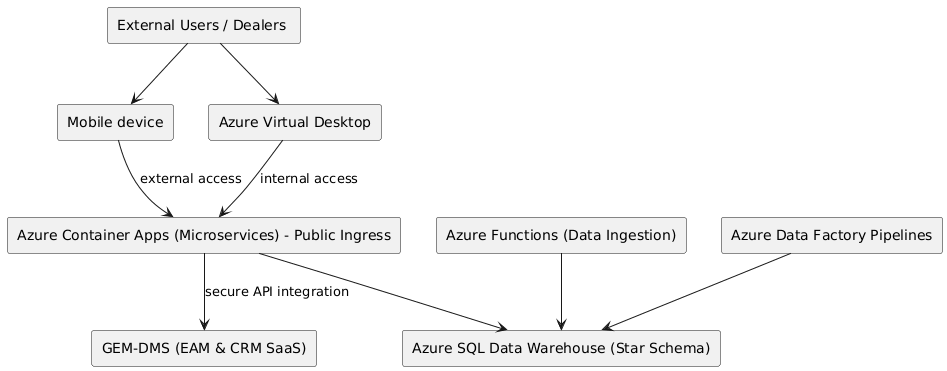 External Users / Dealers
Mobile device
Azure Virtual Desktop
external access
internal access
Azure Container Apps (Microservices) - Public Ingress
Azure Functions (Data Ingestion)
Azure Data Factory Pipelines
secure API integration
GEM-DMS (EAM & CRM SaaS)
Azure SQL Data Warehouse (Star Schema)